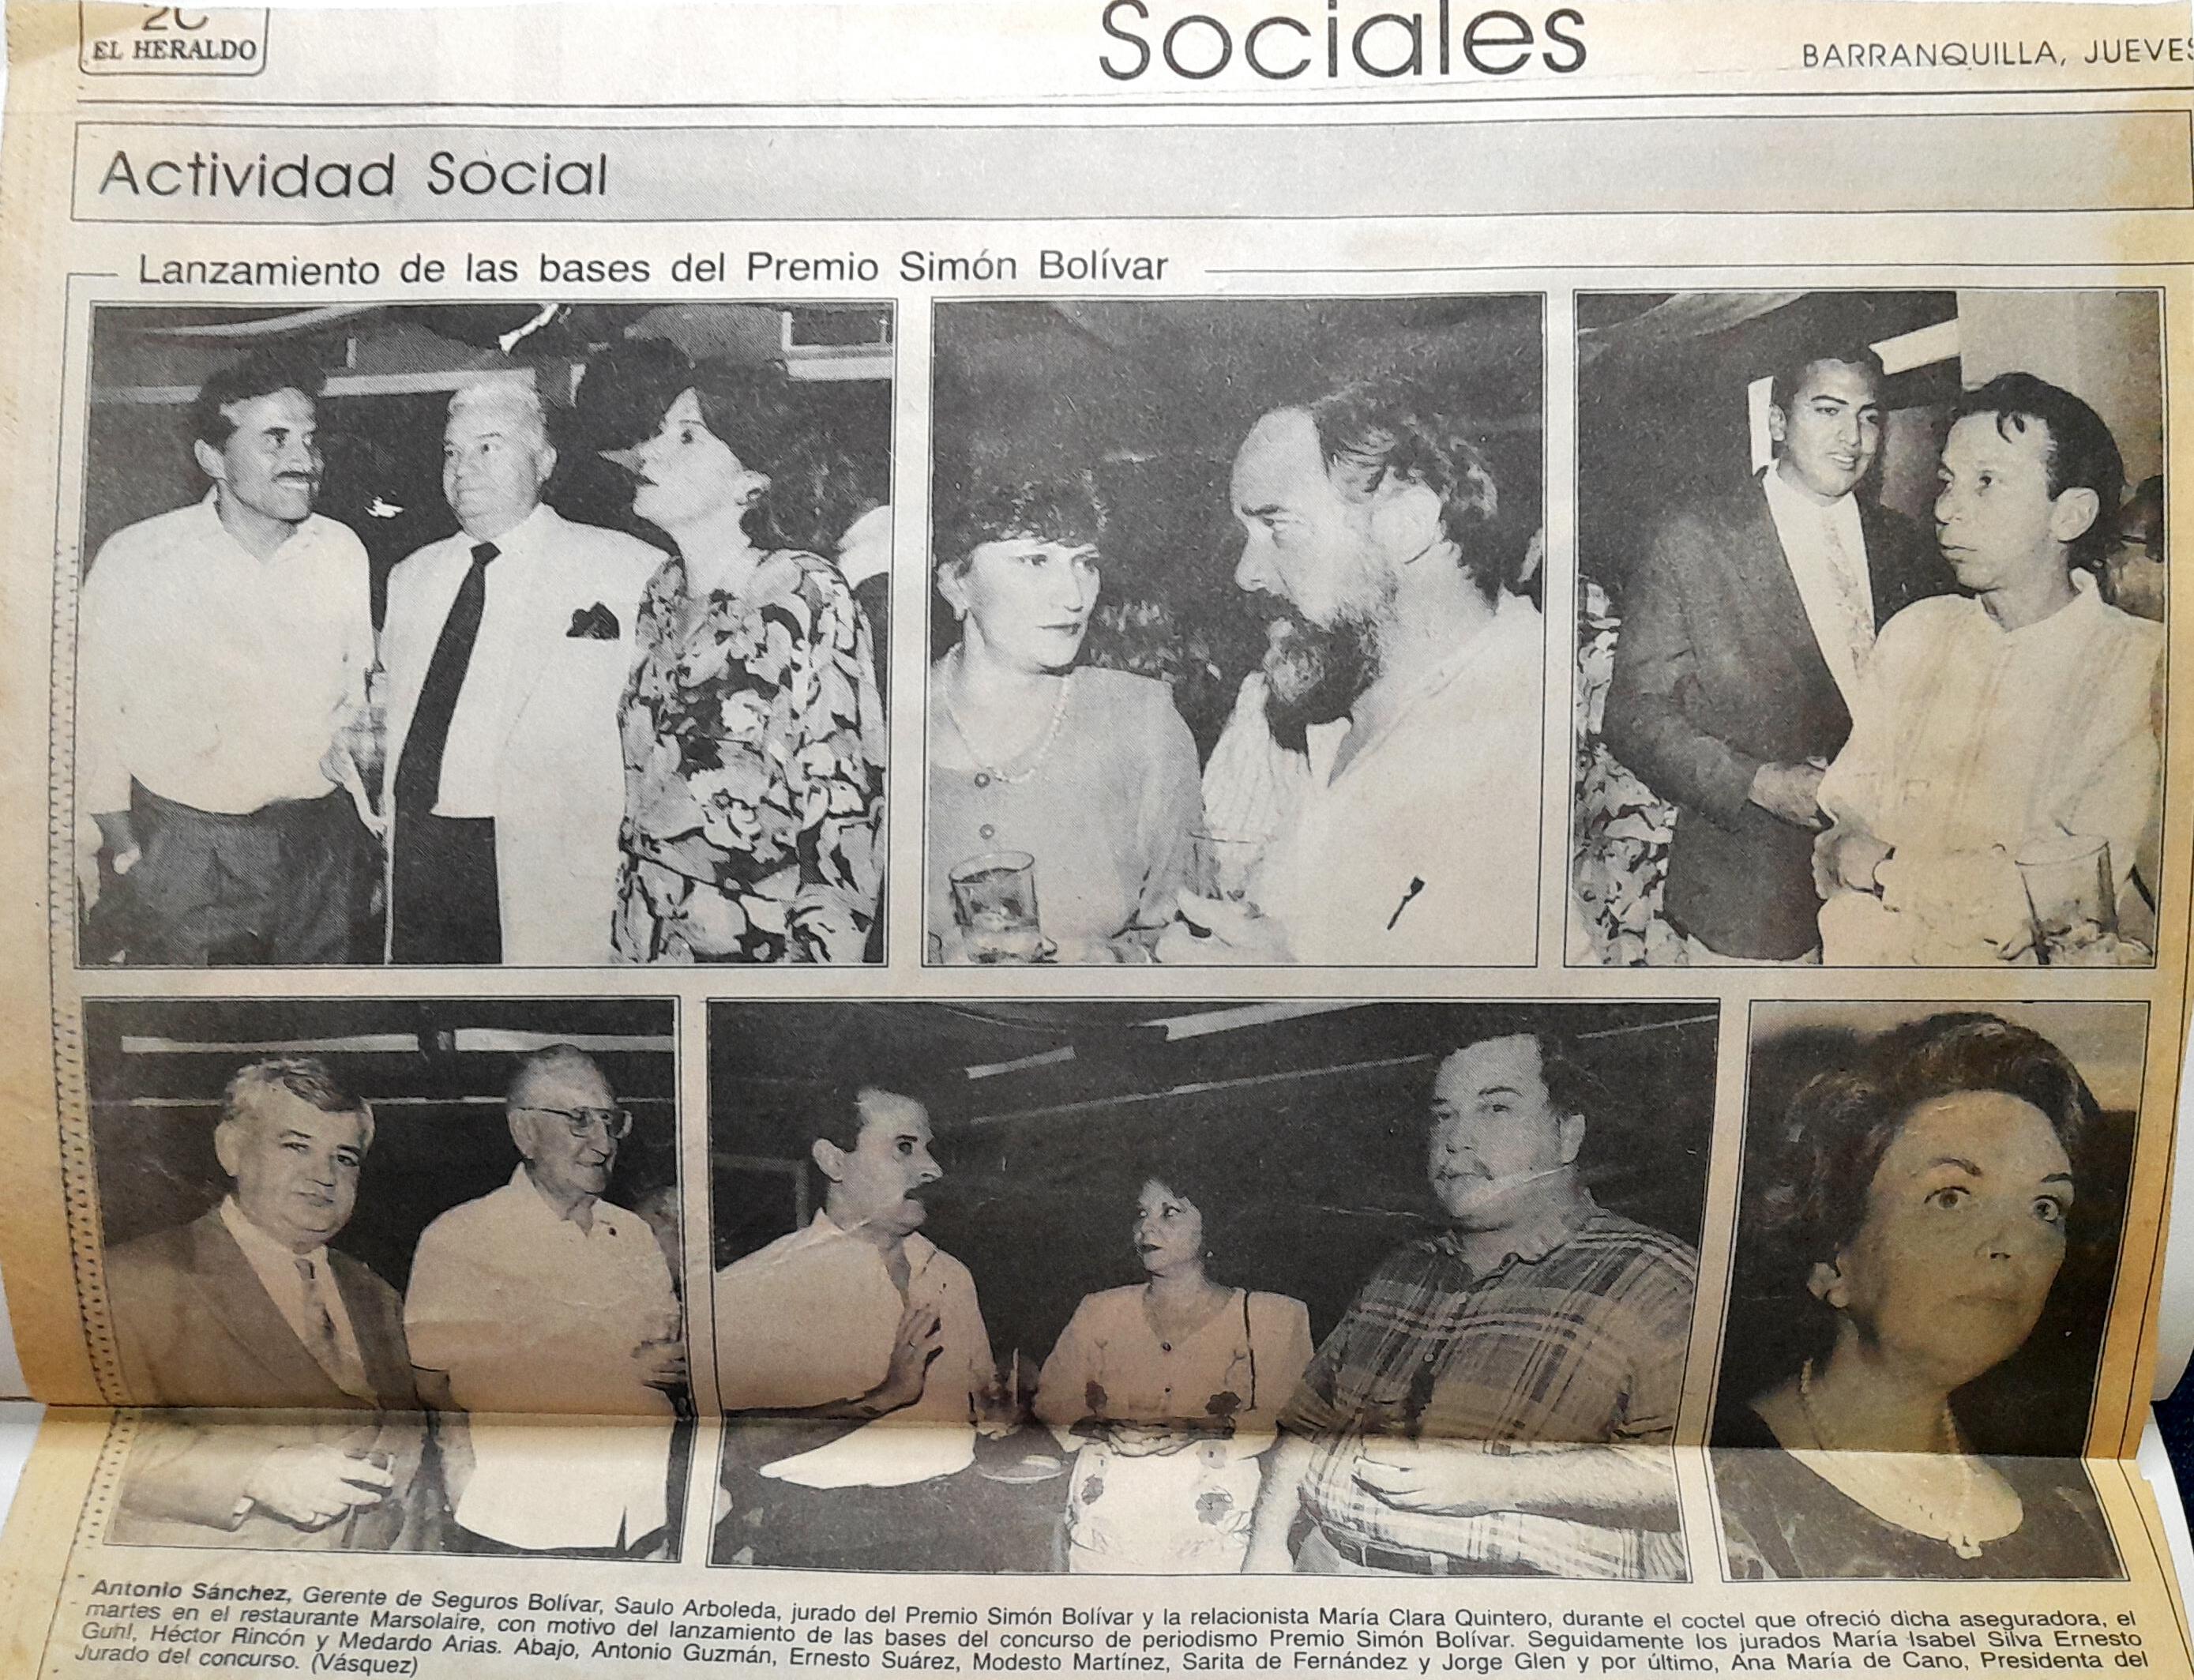 2C
EL HERALDO
Sociales
BARRANQUILLA, JUEVES
Actividad Social
Lanzamiento de las bases del Premio Simón Bolívar
Antonio Sánchez, Gerente de Seguros Bolívar, Saulo Arboleda, jurado del Premio Simón Bolívar y la relacionista María Clara Quintero, durante el coctel que ofreció dicha aseguradora, el
martes en el restaurante Marsolaire, con motivo del lanzamiento de las bases del concurso de periodismo Premio Simón Bolívar. Seguidamente los jurados María Isabel Silva Ernesto
Guhl, Héctor Rincón y Medardo Arias. Abajo, Antonio Guzmán, Ernesto Suárez, Modesto Martínez, Sarita de Fernández y Jorge Glen y por último, Ana María de Cano, Presidenta del
Jurado del concurso. (Vásquez)